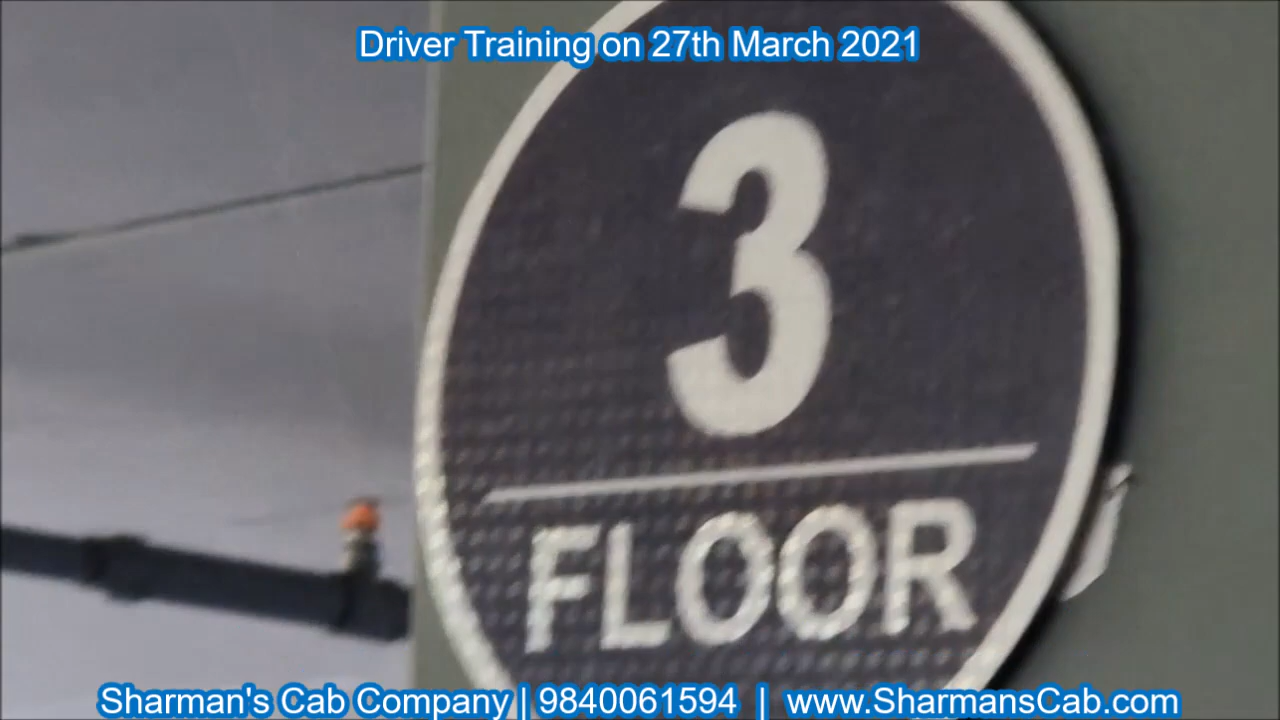 Driver Training on 27th March 2021
3
FLOOR
Sharman's Cab Company | 9840061594 | www.SharmansCab.com